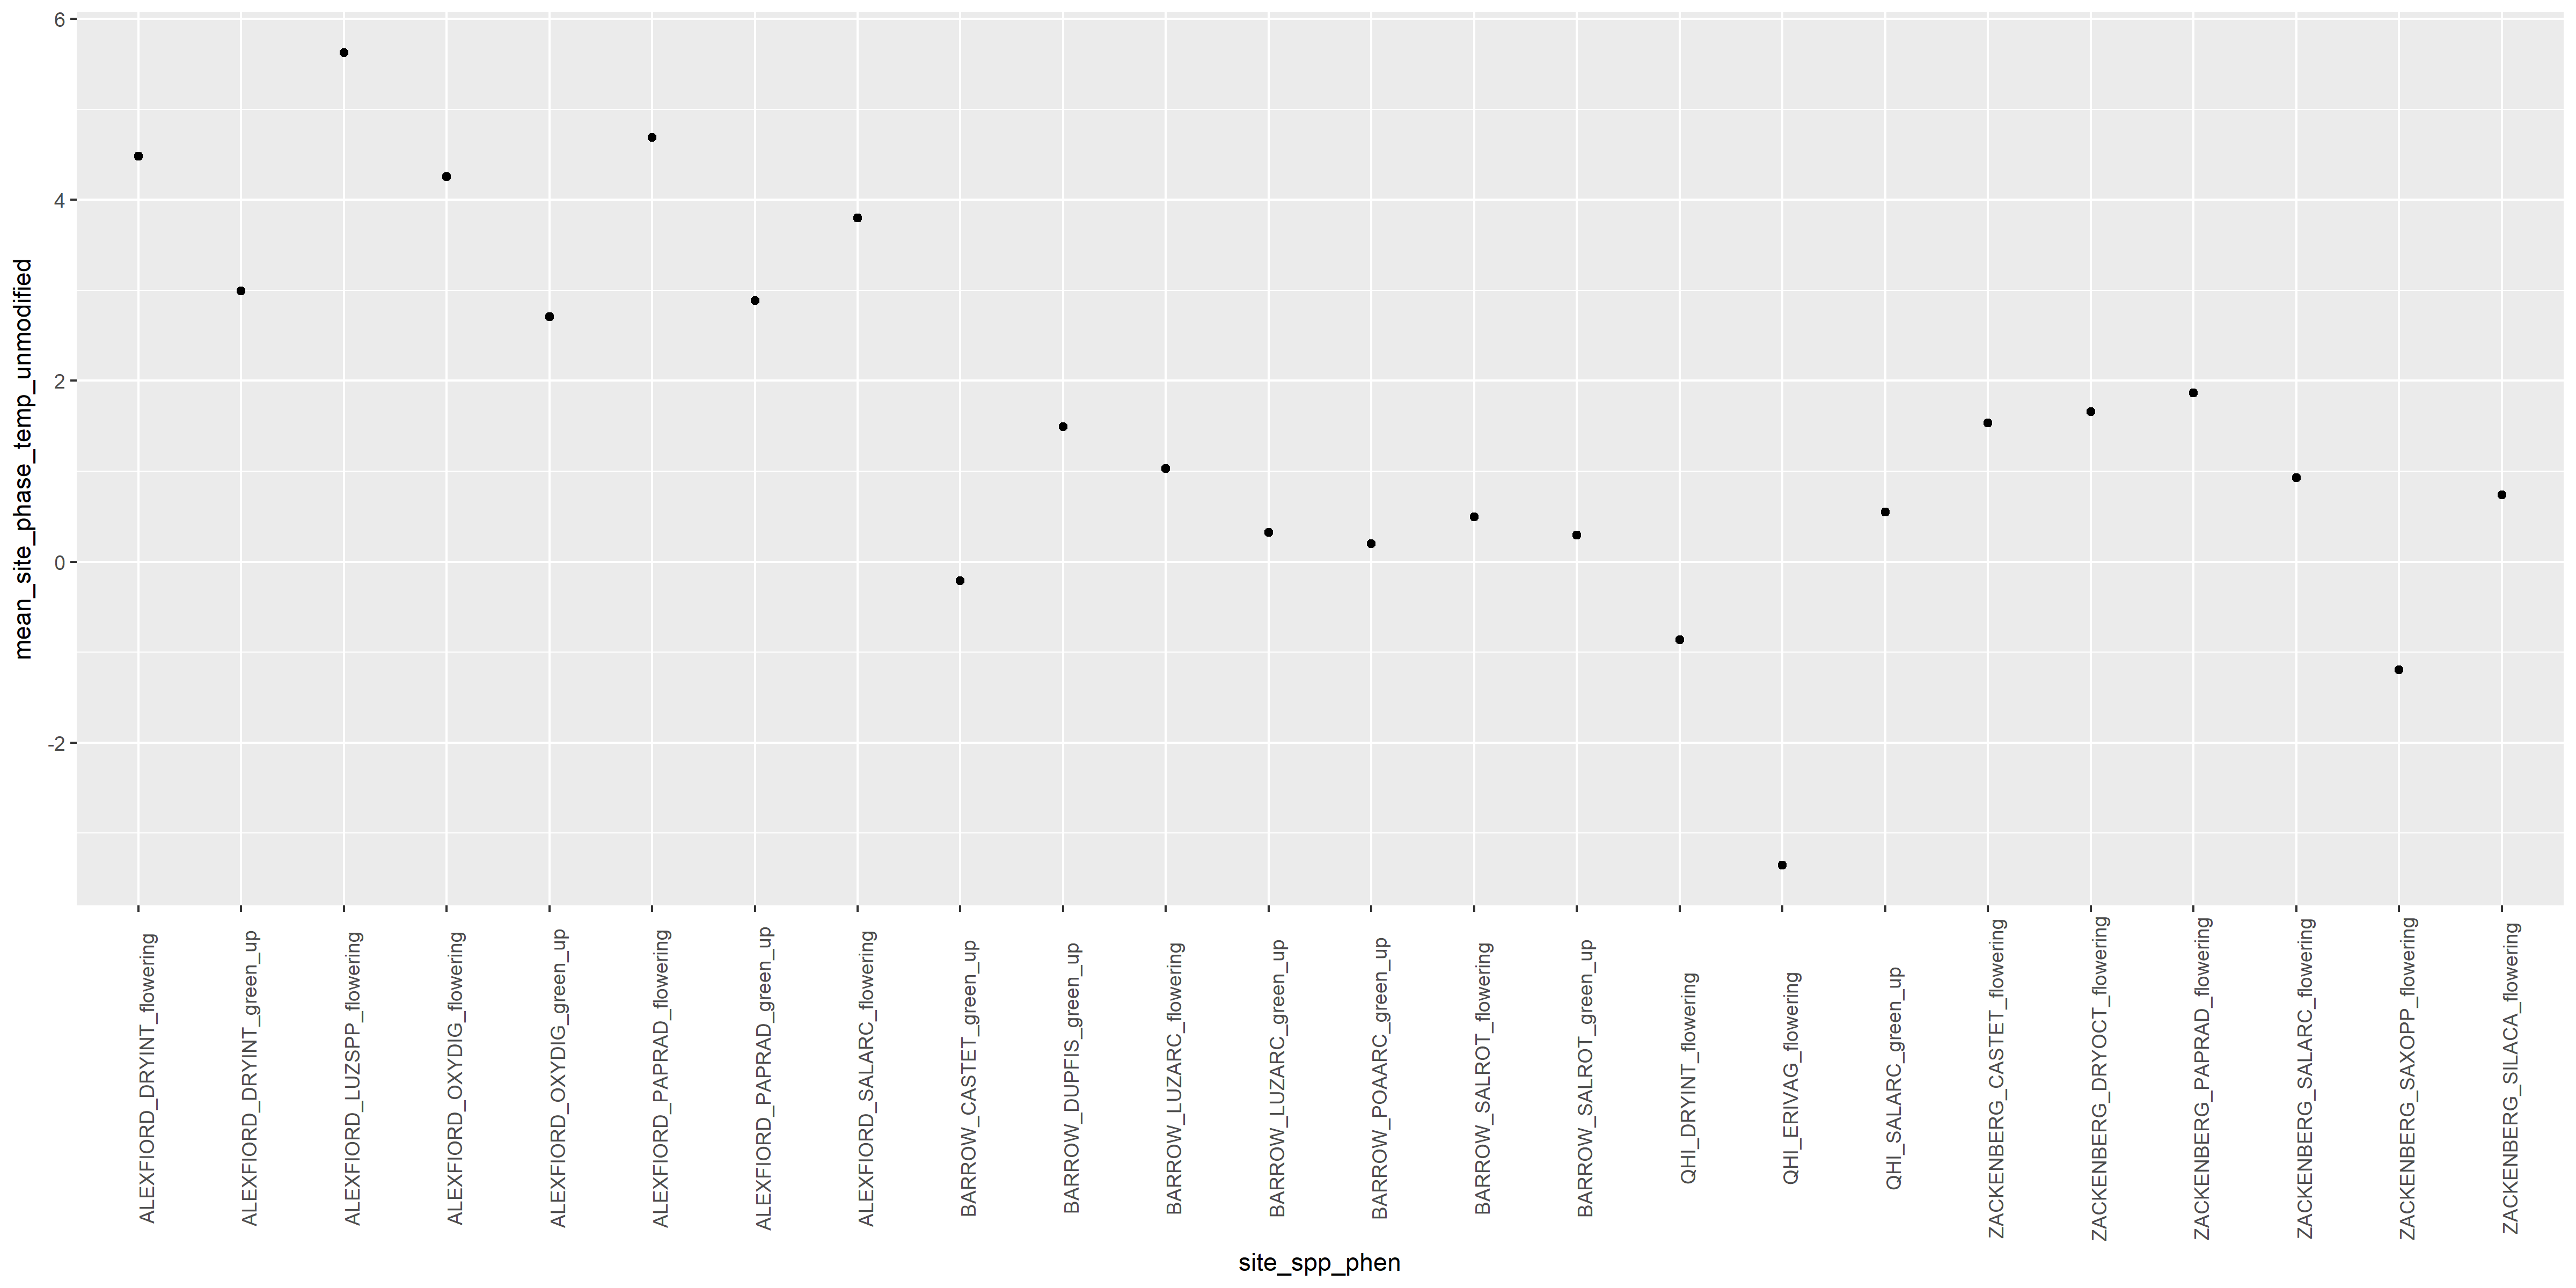 mean_site_phase_temp_unmodified
6
4
2
0
-2
ALEXFIORD_DRYINT_flowering
ALEXFIORD_DRYINT_green_up
ALEXFIORD_LUZSPP_flowering
ALEXFIORD_OXYDIG_flowering
ALEXFIORD_OXYDIG_green_up
ALEXFIORD_PAPRAD_flowering
ALEXFIORD_PAPRAD_green_up
ALEXFIORD_SALARC_flowering
BARROW_CASTET_green_up
BARROW_DUPFIS_green_up
BARROW_LUZARC_flowering
BARROW_LUZARC_green_up
BARROW_POAARC_green_up
BARROW_SALROT_flowering
BARROW_SALROT_green_up
QHI_DRYINT_flowering
QHI_ERIVAG_flowering
QHI_SALARC_green_up
ZACKENBERG_CASTET_flowering
ZACKENBERG_DRYOCT_flowering
ZACKENBERG_PAPRAD_flowering
ZACKENBERG_SALARC_flowering
ZACKENBERG_SAXOPP_flowering
ZACKENBERG_SILACA_flowering
site_spp_phen